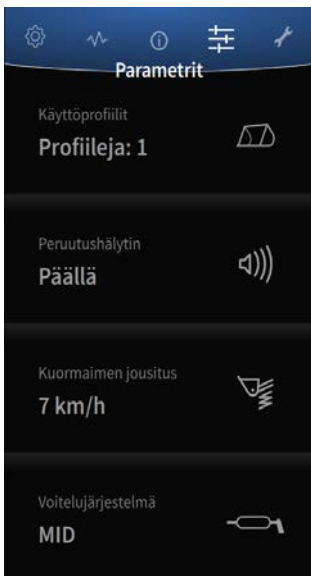 Parametrit
Käyttöprofiilit
Profiileja: 1
Peruutushälytin
Päällä
Kuormaimen jousitus
7 km/h
Voitelujärjestelmä
MID